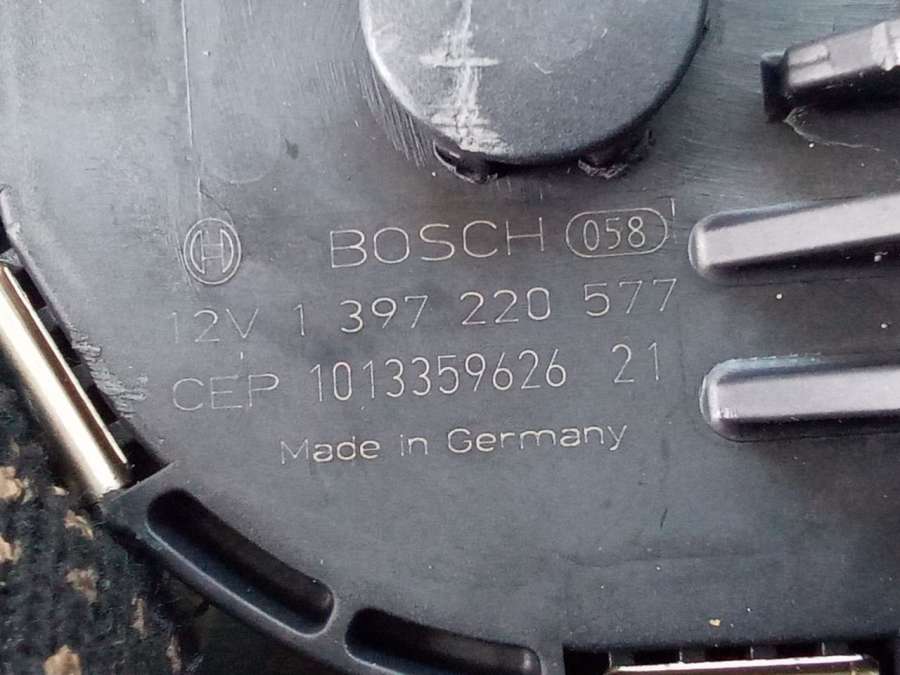 BOSCH 058
12V 1 397 220 577
CEP 1013359626 21
Made in Germany